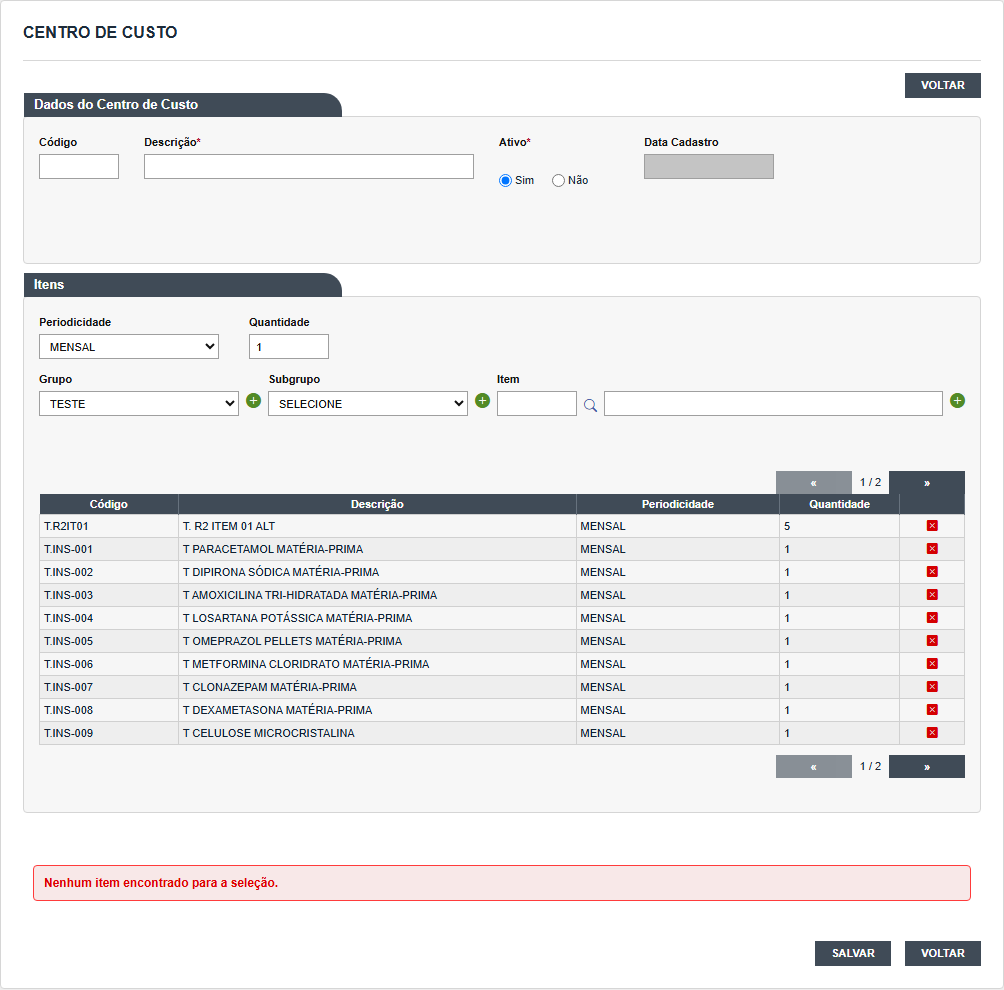 CENTRO DE CUSTO
VOLTAR
Dados do Centro de Custo
Código Descrição* Ativo* Data Cadastro
Sim Não
Itens
Periodicidade Quantidade
MENSAL 1
Grupo Subgrupo Item
TESTE SELECIONE
« 1 / 2 »
Código Descrição Periodicidade Quantidade
T.R2IT01 T. R2 ITEM 01 ALT MENSAL 5
T.INS-001 T PARACETAMOL MATÉRIA-PRIMA MENSAL 1
T.INS-002 T DIPIRONA SÓDICA MATÉRIA-PRIMA MENSAL 1
T.INS-003 T AMOXICILINA TRI-HIDRATADA MATÉRIA-PRIMA MENSAL 1
T.INS-004 T LOSARTANA POTÁSSICA MATÉRIA-PRIMA MENSAL 1
T.INS-005 T OMEPRAZOL PELLETS MATÉRIA-PRIMA MENSAL 1
T.INS-006 T METFORMINA CLORIDRATO MATÉRIA-PRIMA MENSAL 1
T.INS-007 T CLONAZEPAM MATÉRIA-PRIMA MENSAL 1
T.INS-008 T DEXAMETASONA MATÉRIA-PRIMA MENSAL 1
T.INS-009 T CELULOSE MICROCRISTALINA MENSAL 1
« 1 / 2 »
Nenhum item encontrado para a seleção.
SALVAR VOLTAR